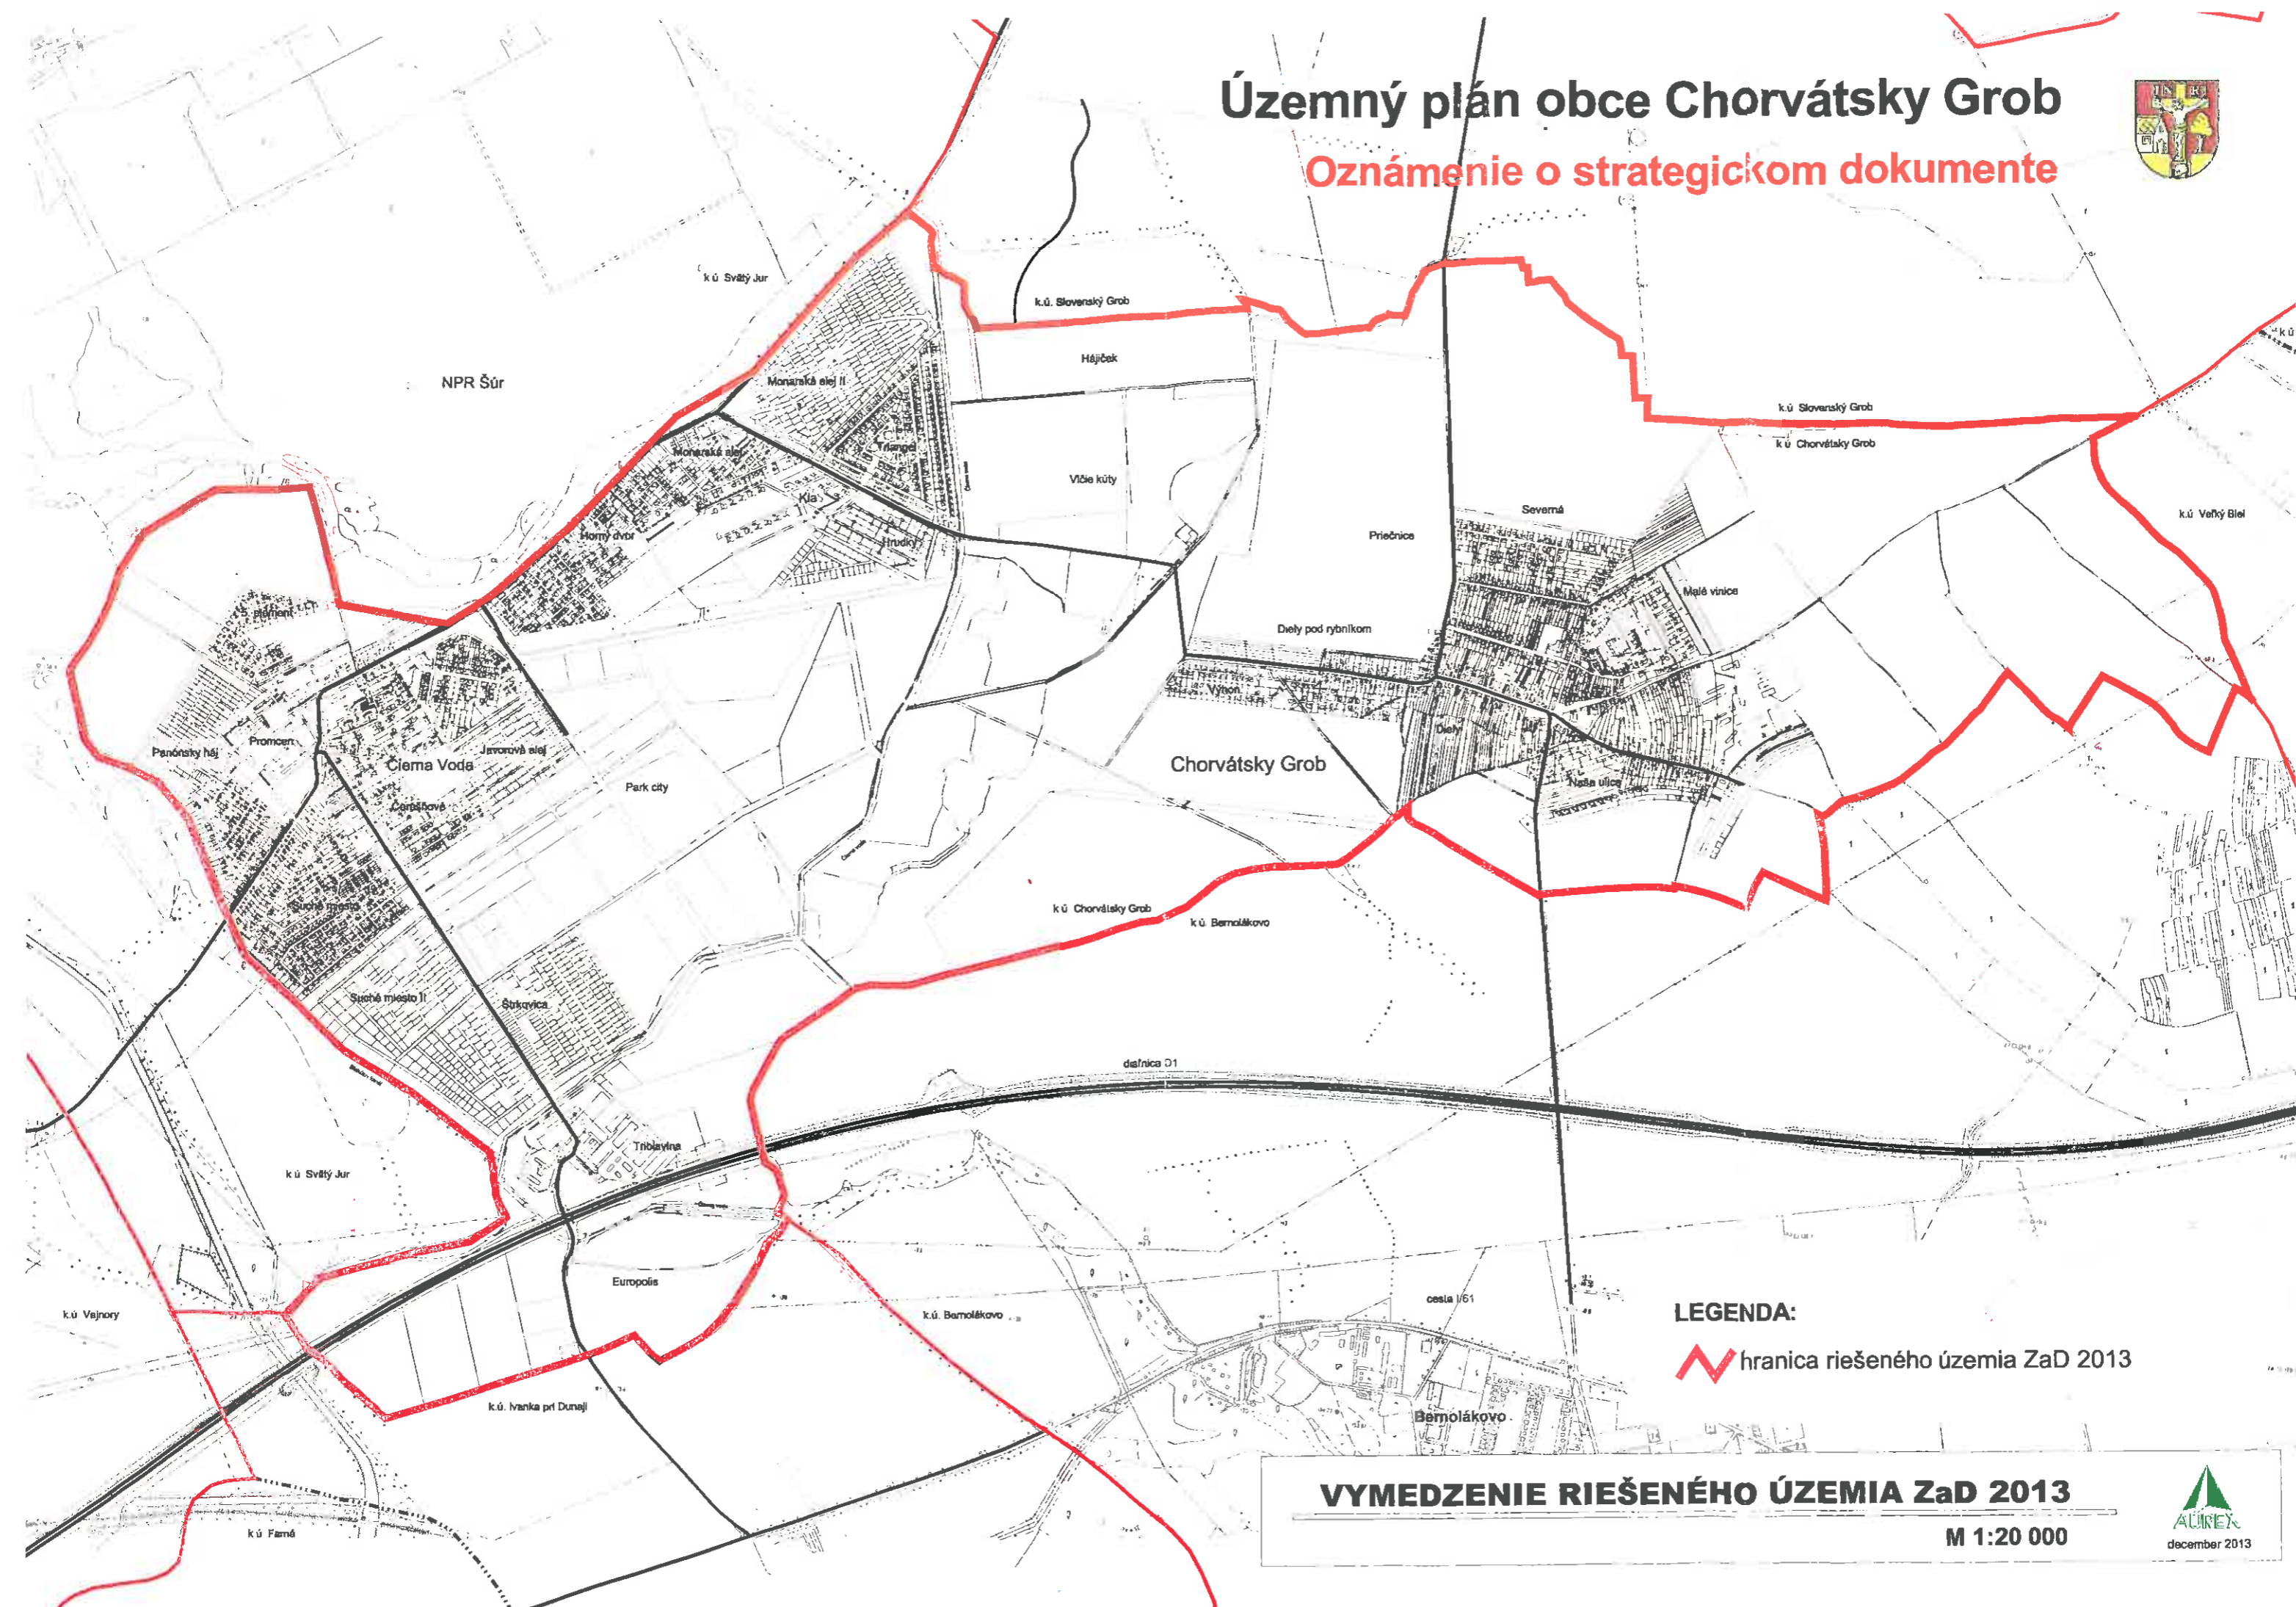 Územný plán obce Chorvátsky Grob
Oznámenie o strategickom dokumente
k ú Svätý Jur
k.ú. Slovenský Grob
NPR Šúr
Hájiček
Monarská alej II
k.ú Slovenský Grob
k ú Chorvátsky Grob
Monarská alej
Triangel
Vlčie kúty
Severná
k.ú Veľký Biel
Priečnice
Horný dvor
Hrudky
Malé vinice
Diely pod rybníkom
Výhon
Diely
Panónsky háj
Promcen
Javorová alej
Čierna Voda
Park city
Chorvátsky Grob
Naša ulica
Čerešňové
Suché miesto
k ú Chorvátsky Grob
k ú. Bernolákovo
Suché miesto II
Štrkovica
diaľnica D1
Triblavina
k ú Svätý Jur
Europolis
k.ú Vajnory
k.ú. Bernolákovo
cesta I/61
LEGENDA:
hranica riešeného územia ZaD 2013
k.ú. Ivanka pri Dunaji
Bernolákovo
k ú Farná
VYMEDZENIE RIEŠENÉHO ÚZEMIA ZaD 2013
M 1:20 000
AUREX
december 2013